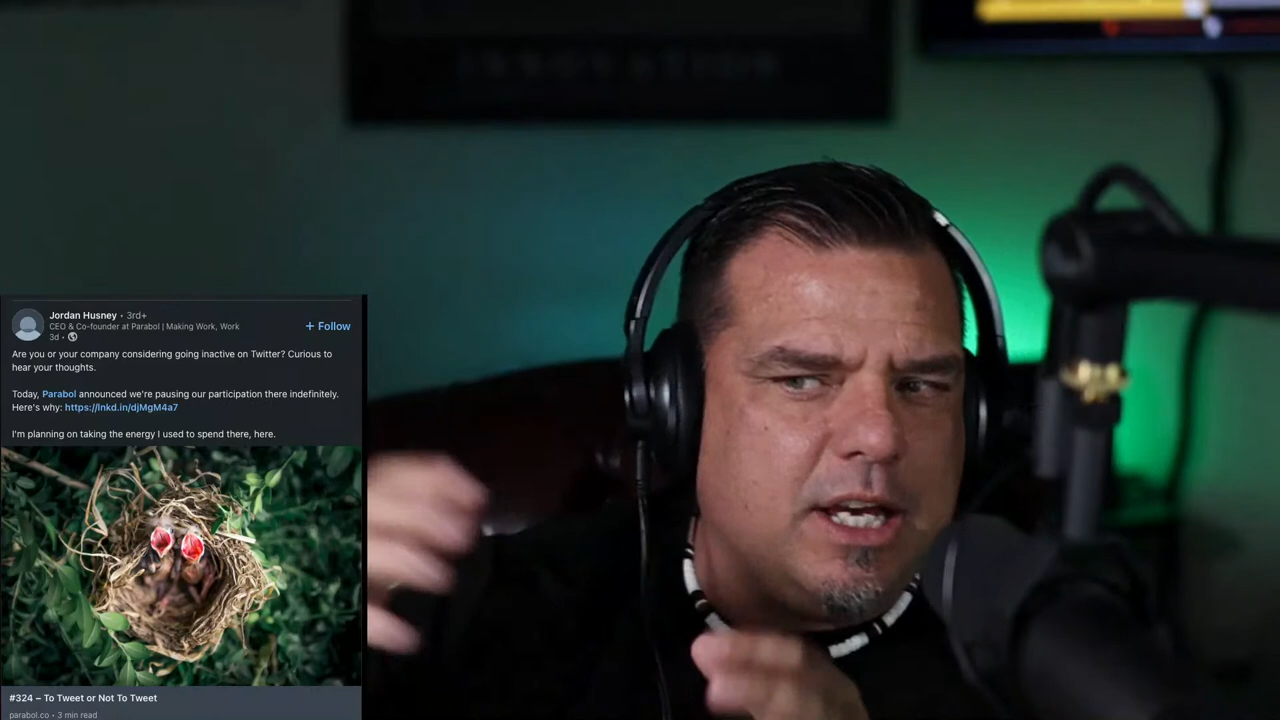 INNOVATION
Jordan Husney • 3rd+
CEO & Co-founder at Parabol | Making Work, Work
3d •
+ Follow
Are you or your company considering going inactive on Twitter? Curious to
hear your thoughts.
Today, Parabol announced we're pausing our participation there indefinitely.
Here's why: https://lnkd.in/djMgM4a7
I'm planning on taking the energy I used to spend there, here.
#324 – To Tweet or Not To Tweet
parabol.co • 3 min read